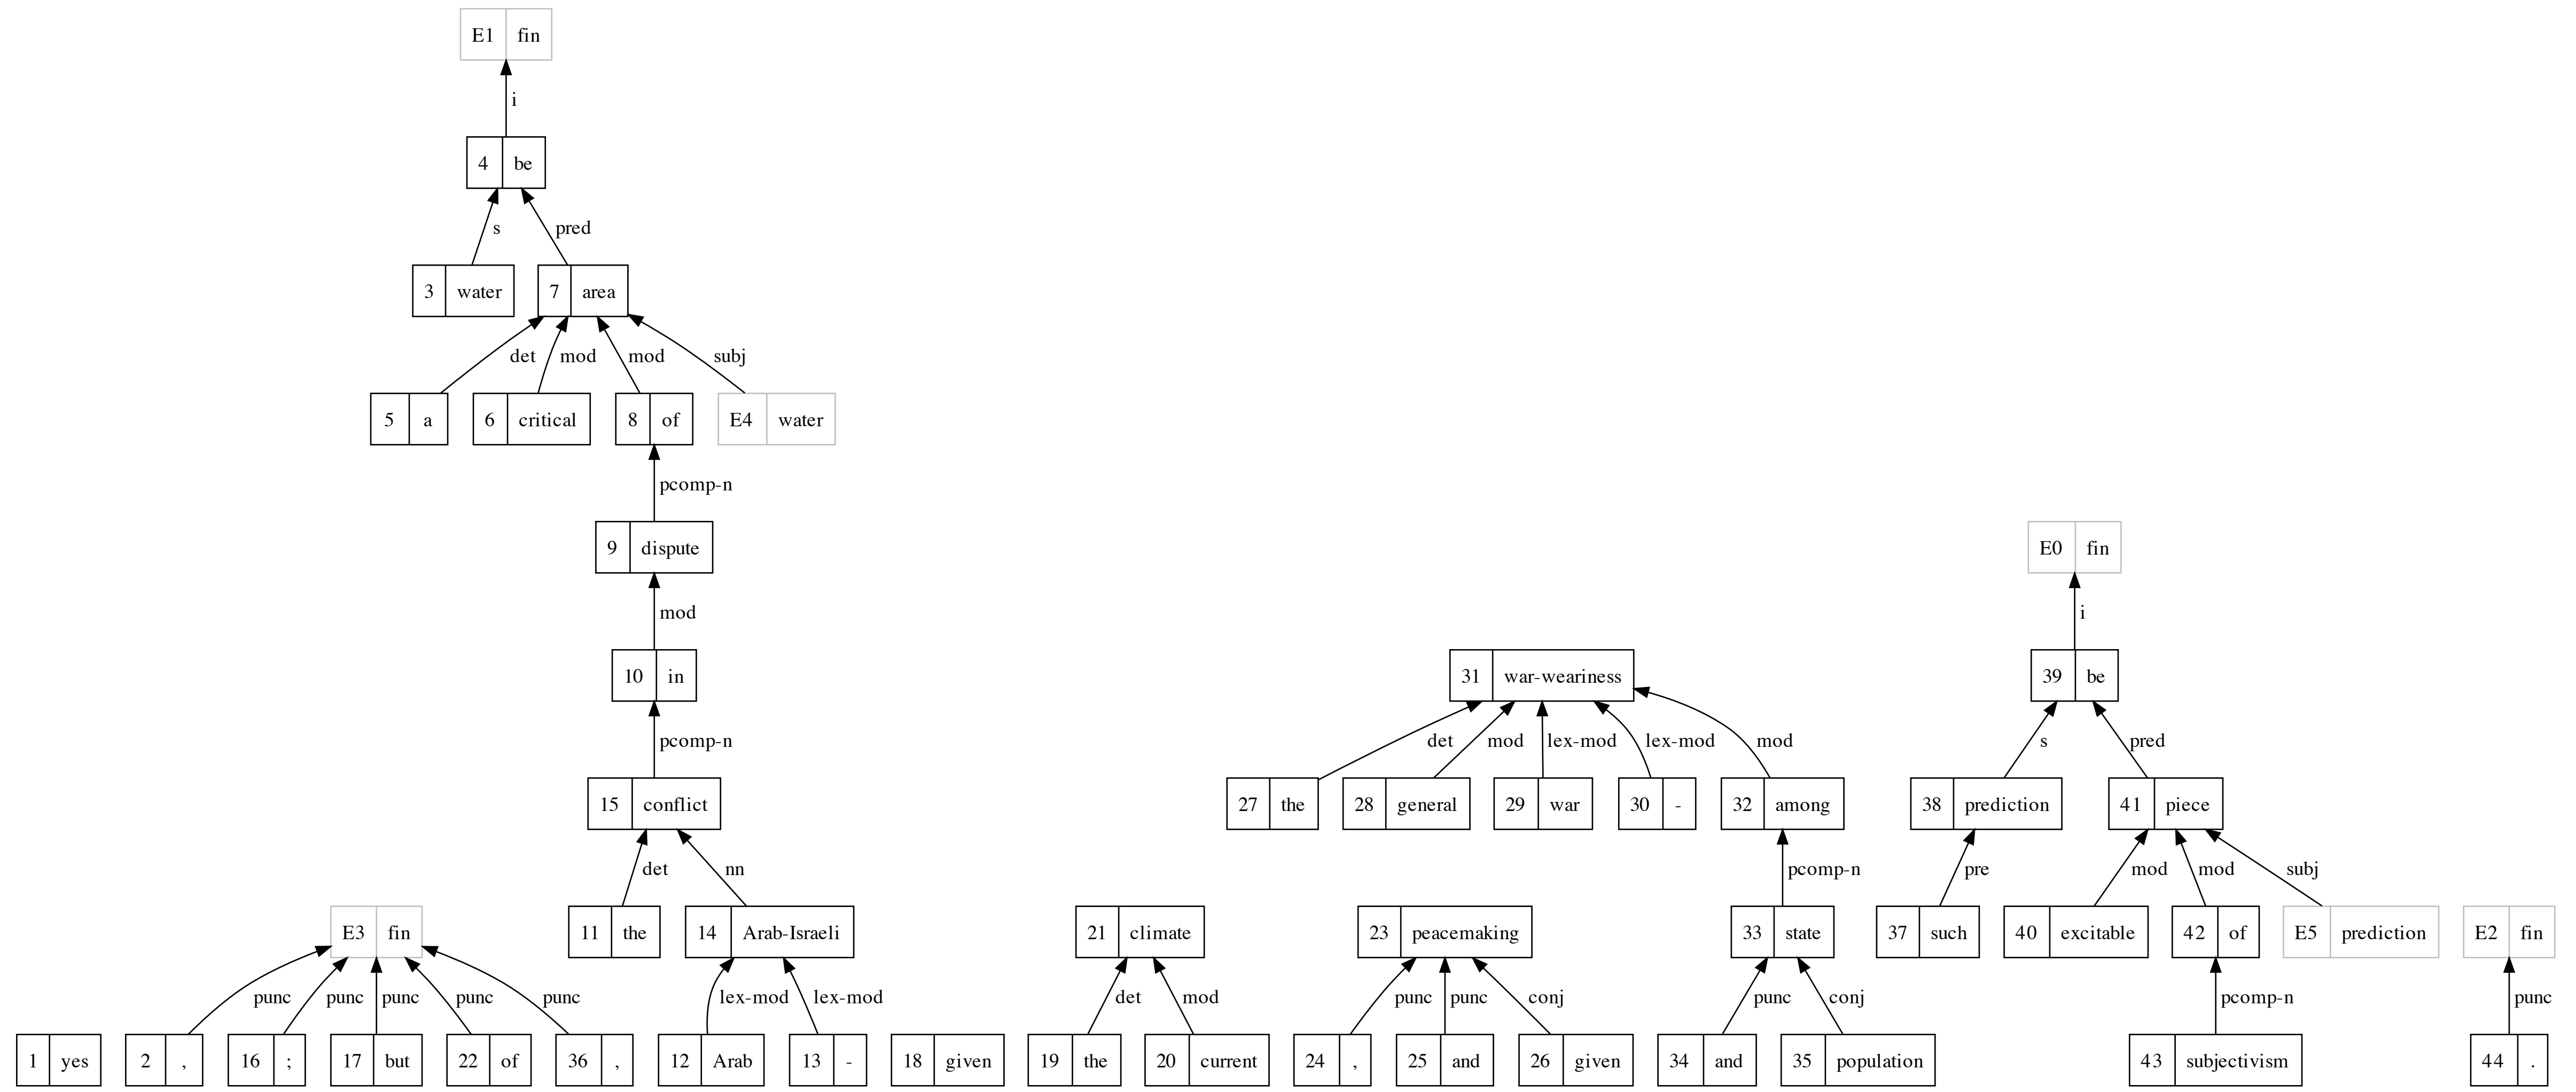 E1 fin
i
4 be
s pred
3 water 7 area
det mod mod subj
5 a 6 critical 8 of E4 water
pcomp-n
9 dispute E0 fin
mod i
10 in 31 war-weariness 39 be
pcomp-n det mod lex-mod lex-mod mod s pred
15 conflict 27 the 28 general 29 war 30 - 32 among 38 prediction 41 piece
det nn pcomp-n pre mod mod subj
E3 fin 11 the 14 Arab-Israeli 21 climate 23 peacemaking 33 state 37 such 40 excitable 42 of E5 prediction E2 fin
punc punc punc punc punc lex-mod lex-mod det mod punc punc conj punc conj pcomp-n punc
1 yes 2 , 16 ; 17 but 22 of 36 , 12 Arab 13 - 18 given 19 the 20 current 24 , 25 and 26 given 34 and 35 population 43 subjectivism 44 .